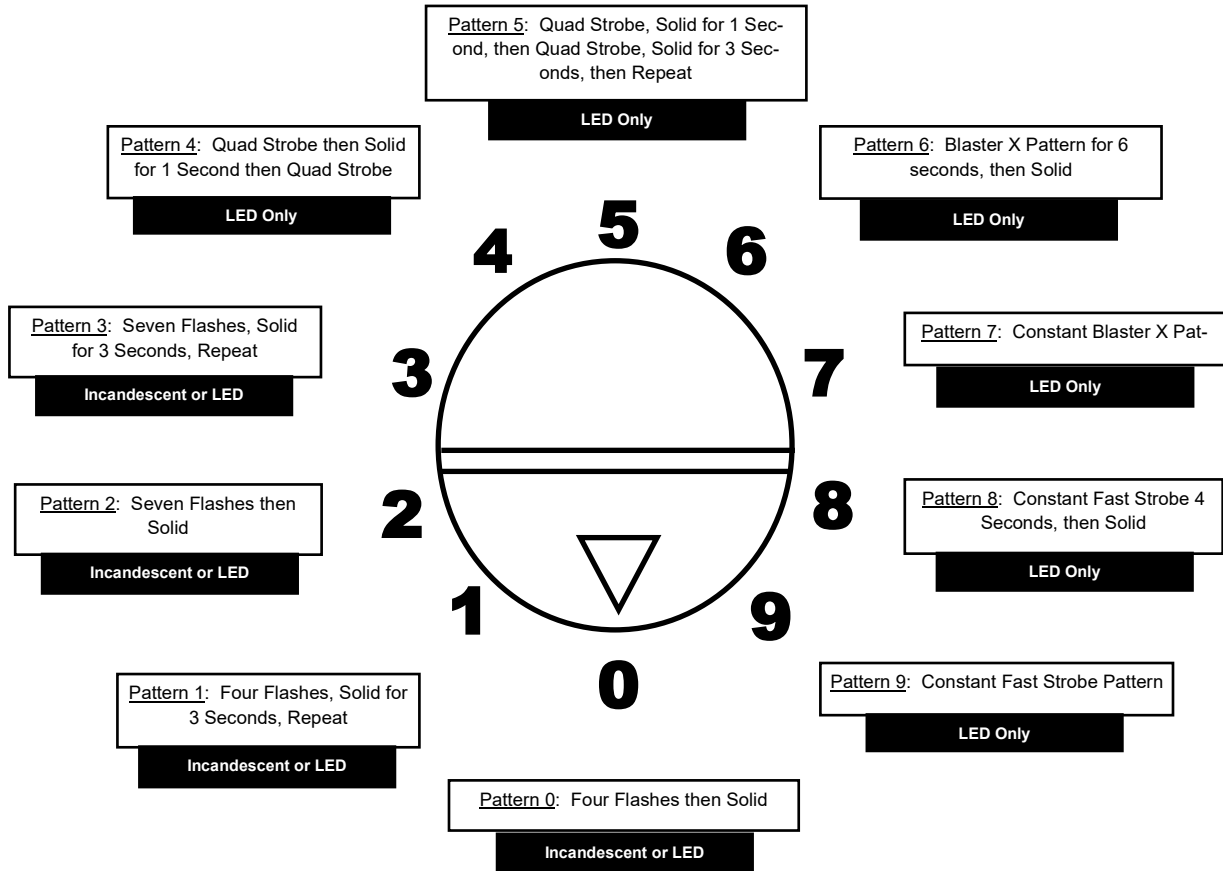 Pattern 5: Quad Strobe, Solid for 1 Sec-
ond, then Quad Strobe, Solid for 3 Sec-
onds, then Repeat
LED Only
Pattern 4: Quad Strobe then Solid
for 1 Second then Quad Strobe
LED Only
Pattern 6: Blaster X Pattern for 6
seconds, then Solid
LED Only
5
4
6
Pattern 3: Seven Flashes, Solid
for 3 Seconds, Repeat
Incandescent or LED
3
7
Pattern 7: Constant Blaster X Pat-
LED Only
Pattern 2: Seven Flashes then
Solid
Incandescent or LED
2
8
Pattern 8: Constant Fast Strobe 4
Seconds, then Solid
LED Only
1
9
0
Pattern 1: Four Flashes, Solid for
3 Seconds, Repeat
Incandescent or LED
Pattern 9: Constant Fast Strobe Pattern
LED Only
Pattern 0: Four Flashes then Solid
Incandescent or LED